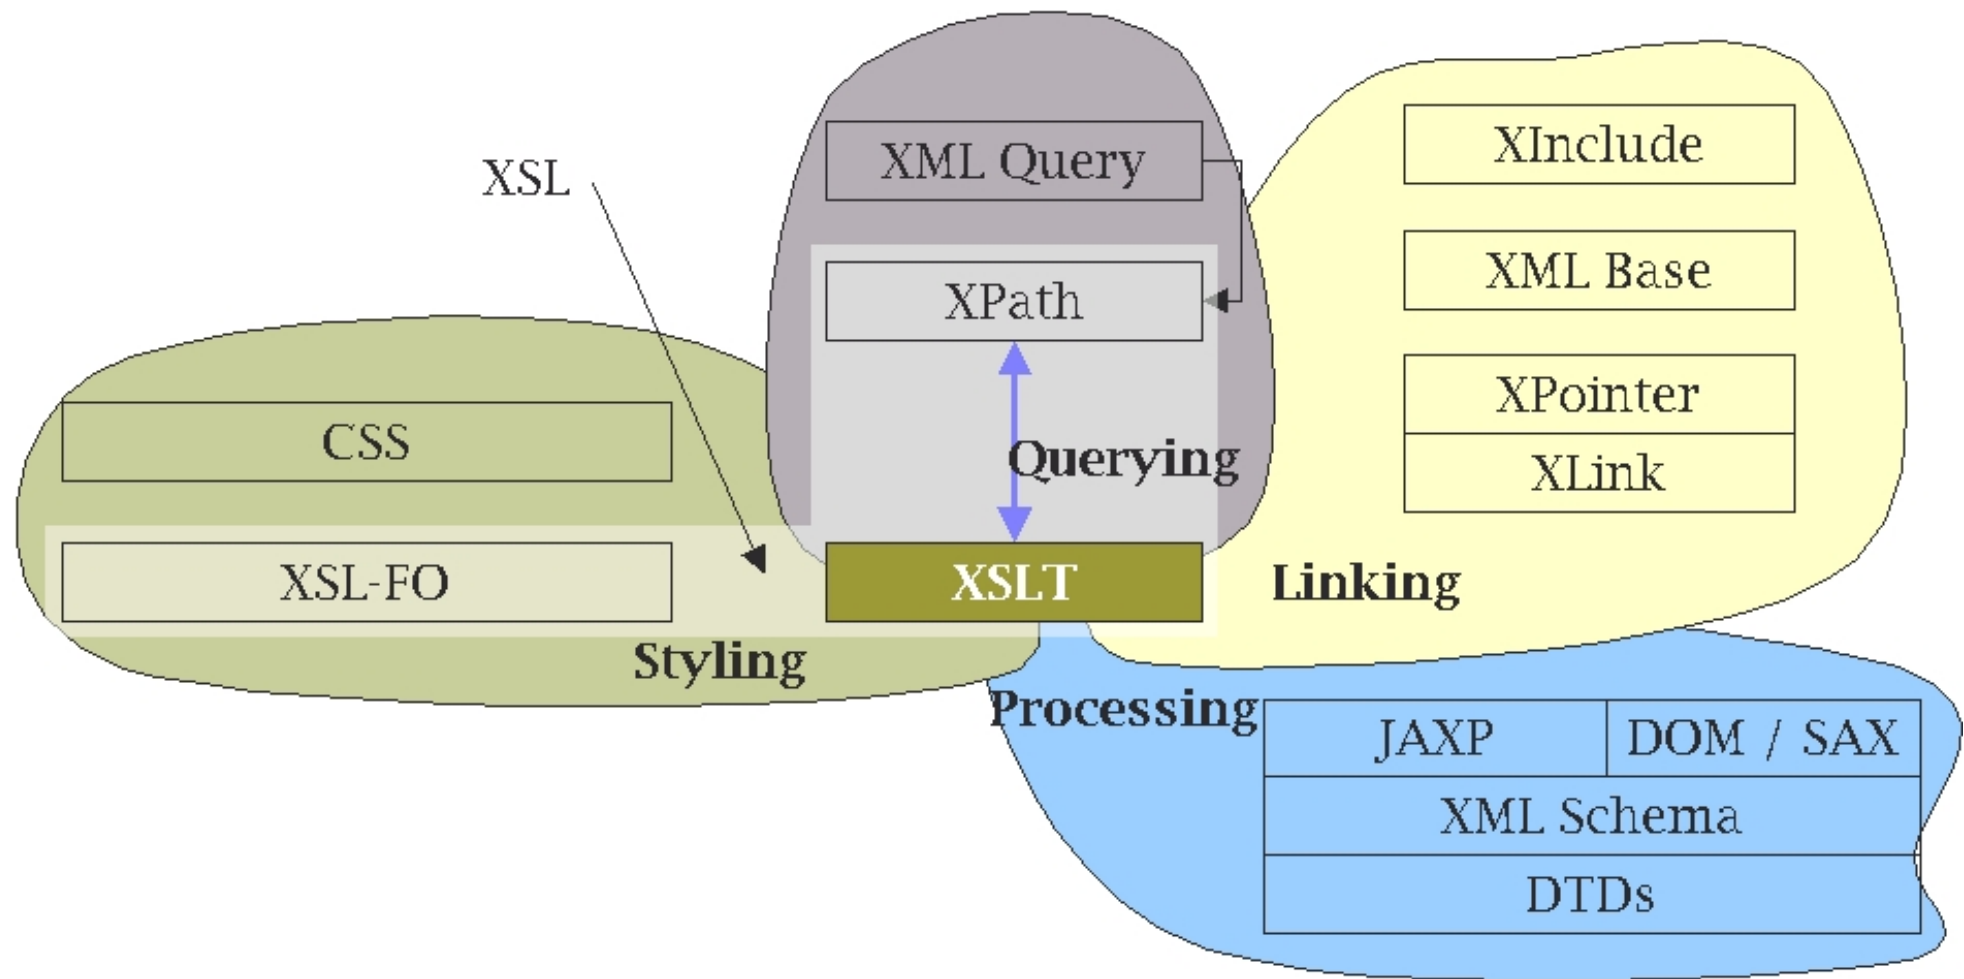 XSL
XML Query
XPath
Querying
CSS
XSL-FO
XSLT
Styling
XInclude
XML Base
XPointer
XLink
Linking
Processing
JAXP
DOM / SAX
XML Schema
DTDs